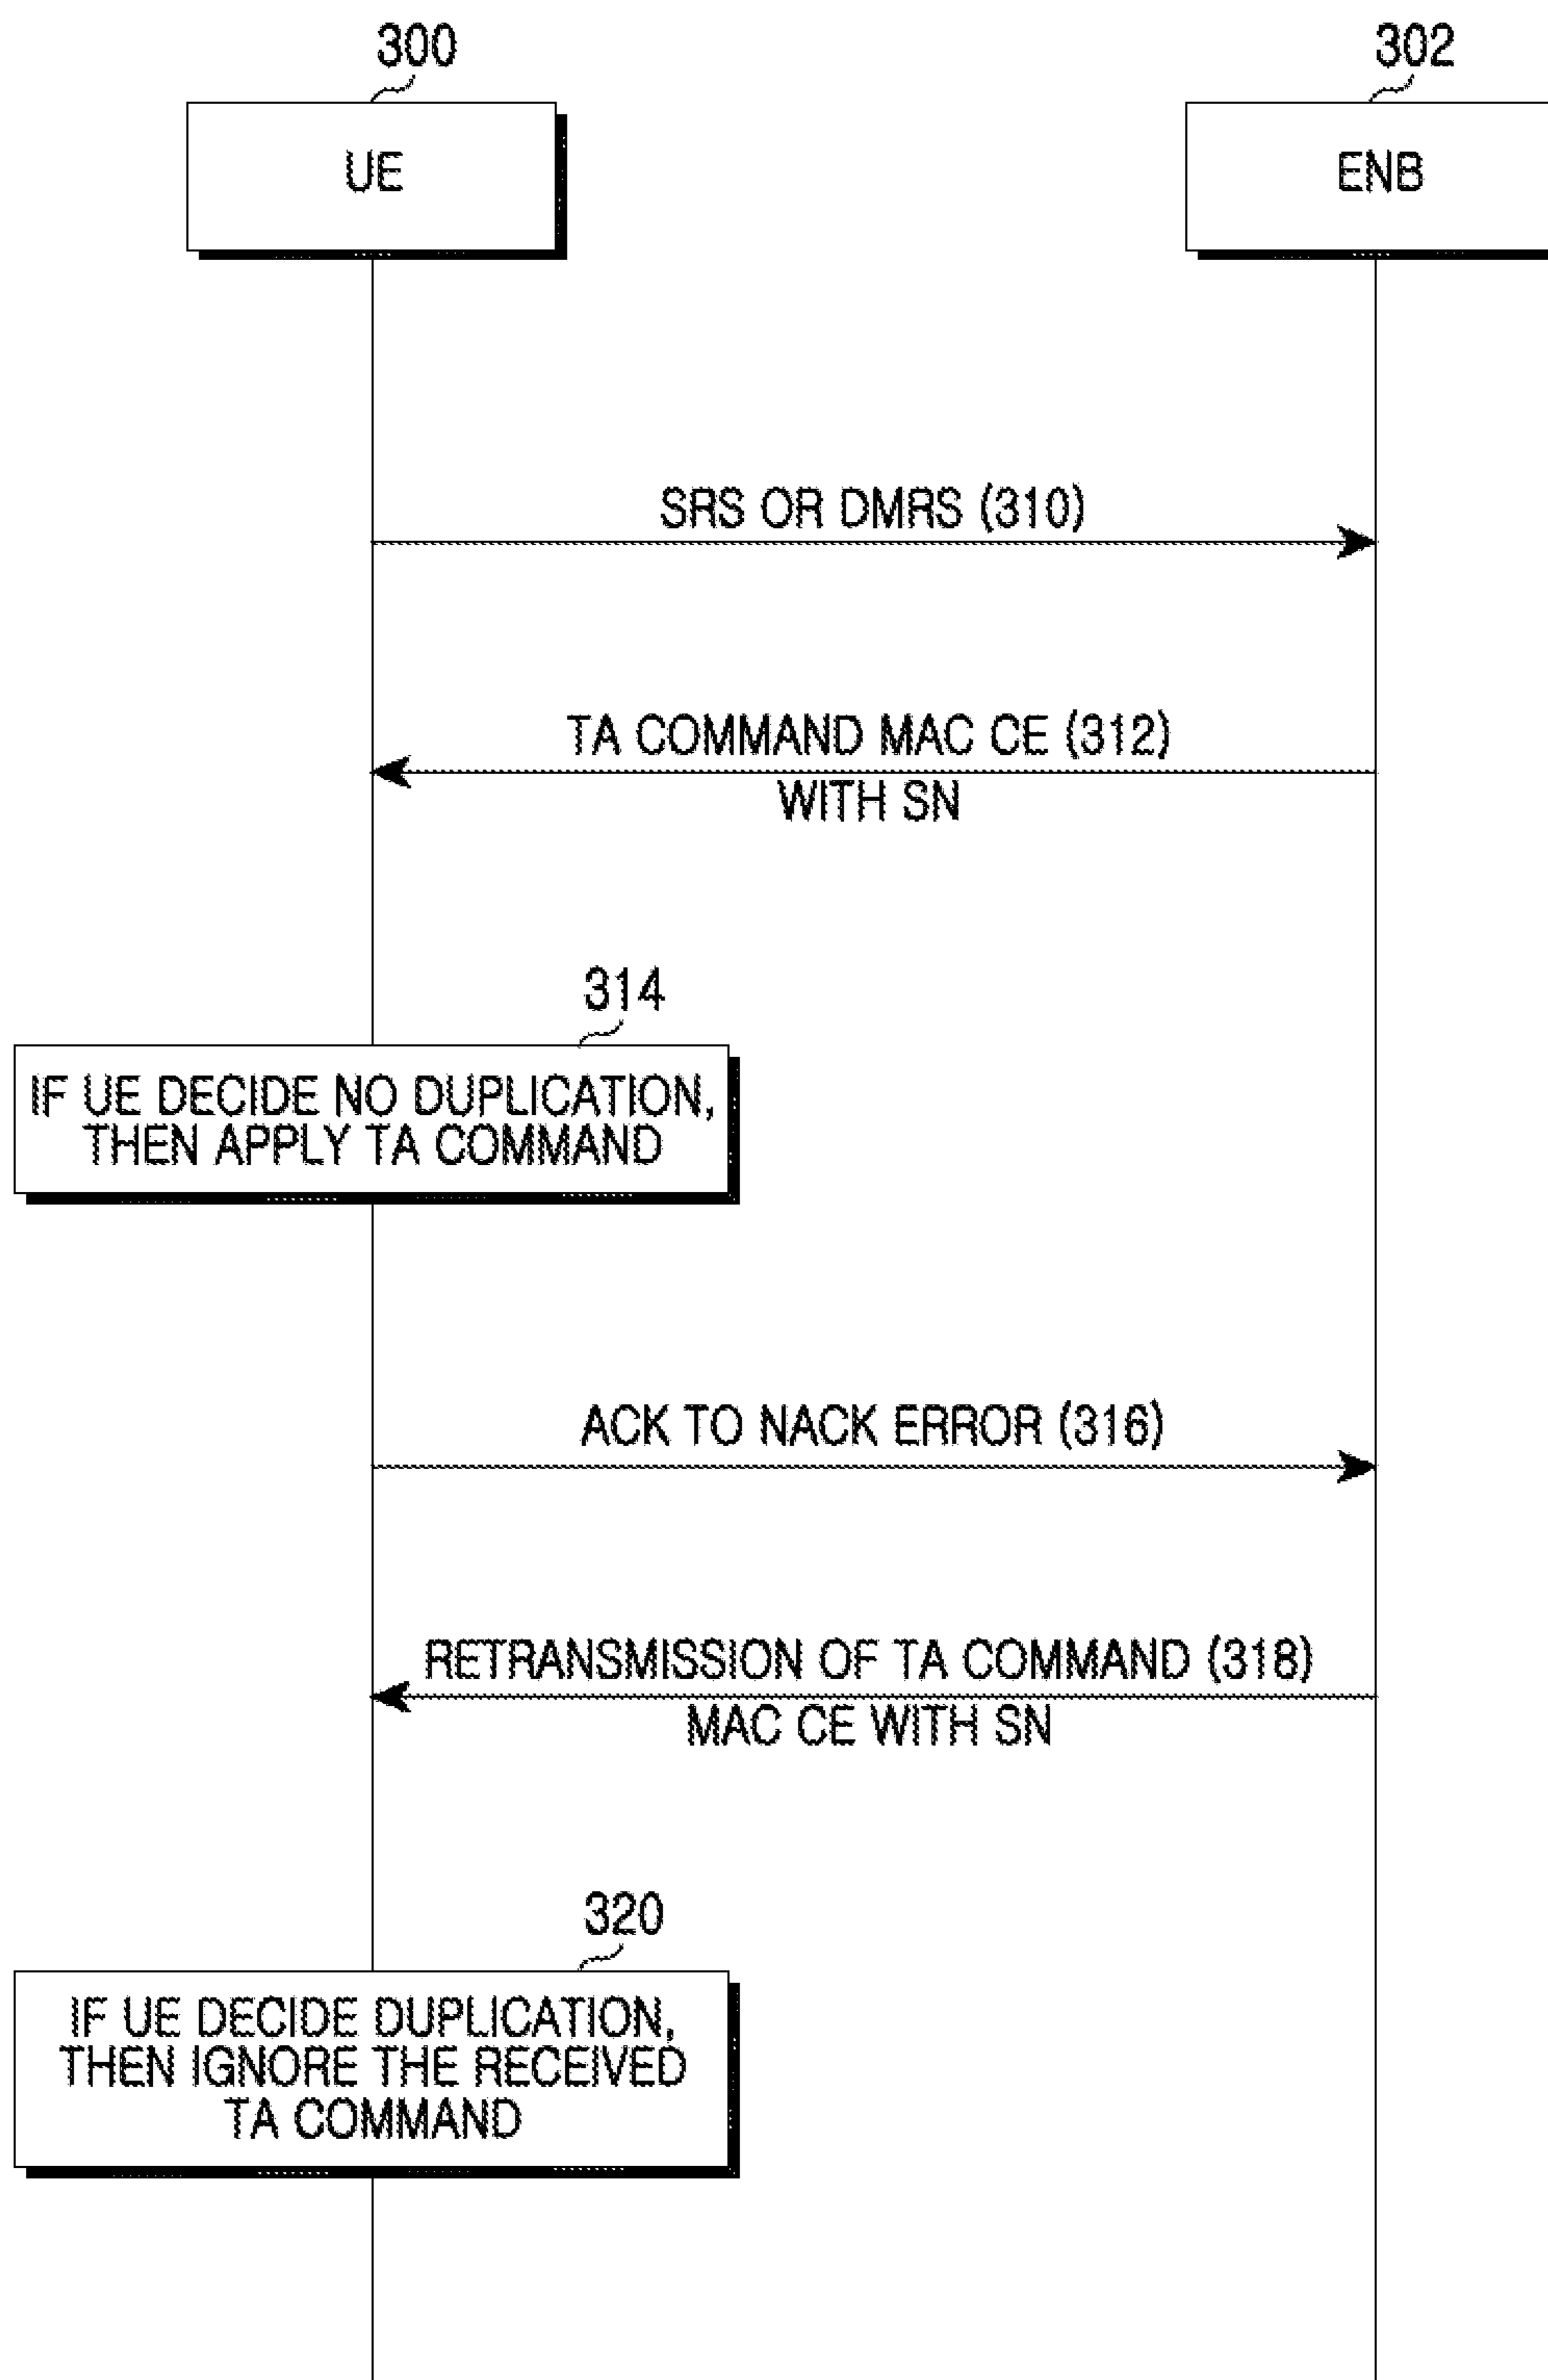 300
302
UE
ENB
SRS OR DMRS (310)
TA COMMAND MAC CE (312)
WITH SN
314
IF UE DECIDE NO DUPLICATION,
THEN APPLY TA COMMAND
ACK TO NACK ERROR (316)
RETRANSMISSION OF TA COMMAND (318)
MAC CE WITH SN
320
IF UE DECIDE DUPLICATION,
THEN IGNORE THE RECEIVED
TA COMMAND